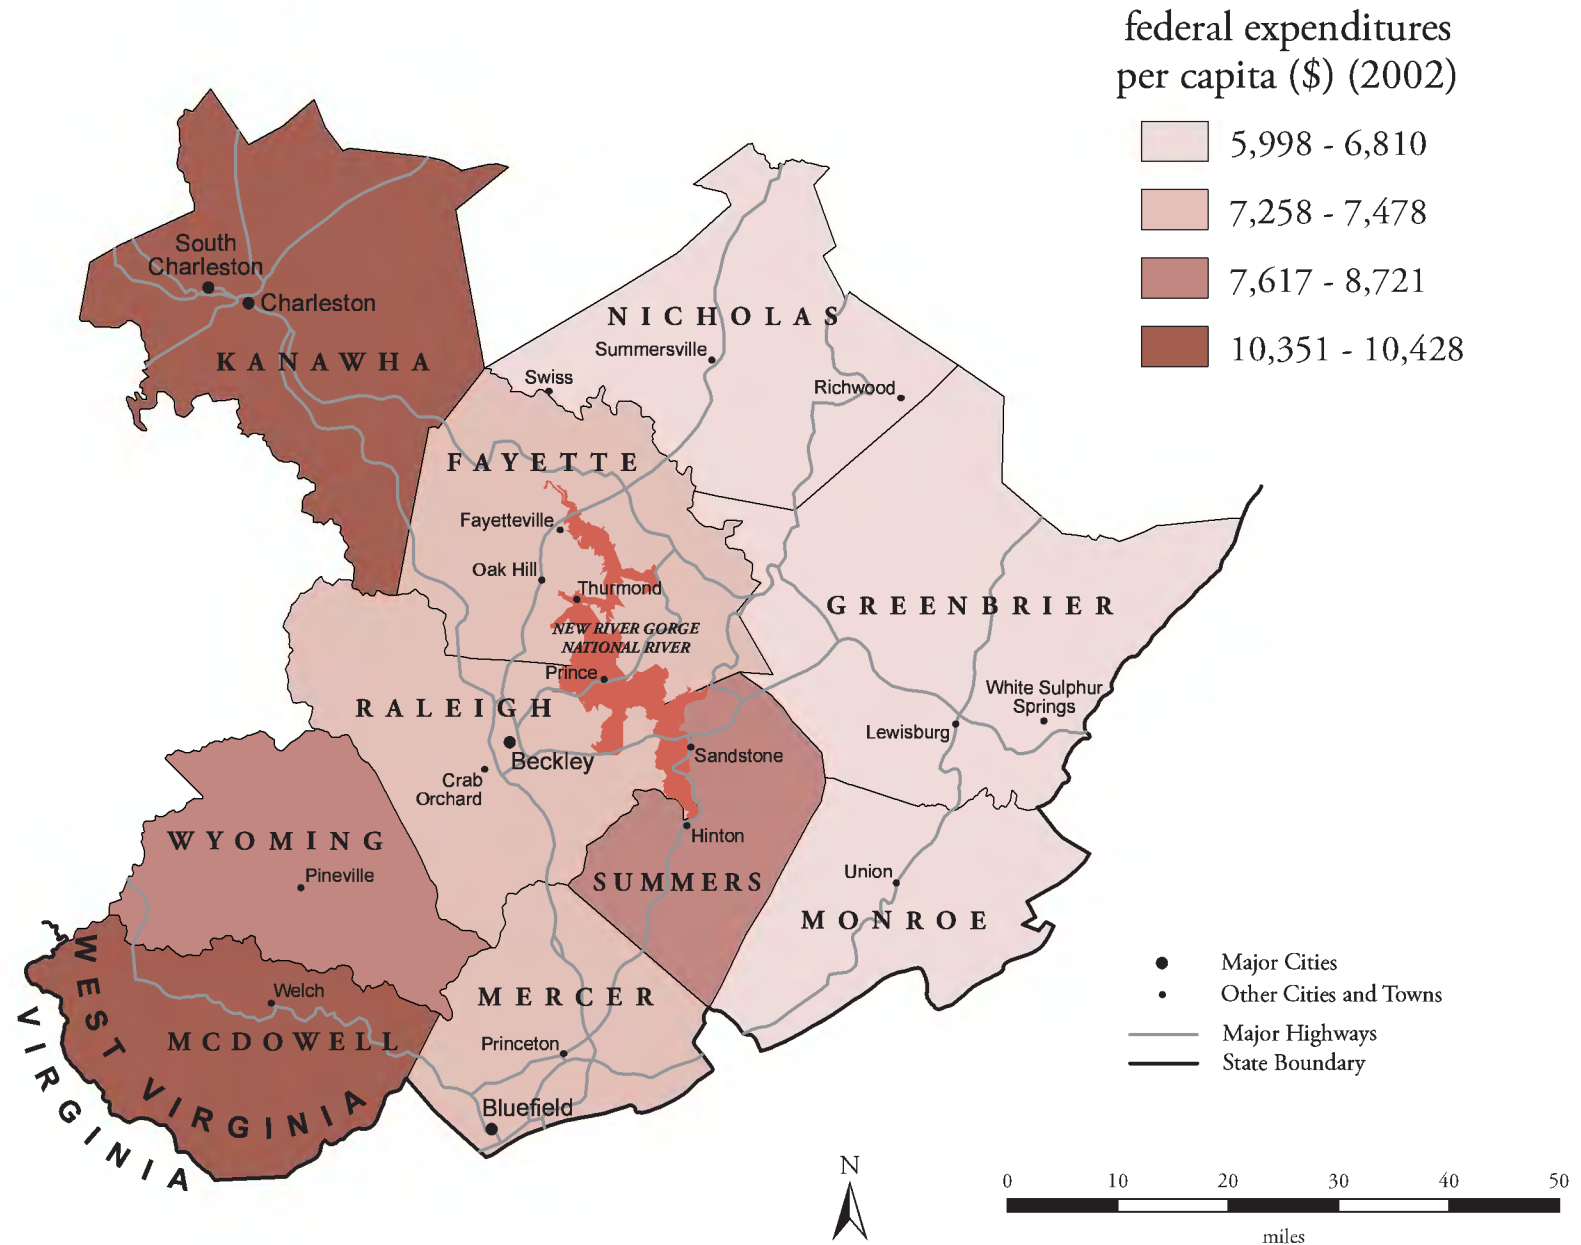 federal expenditures
per capita ($) (2002)
5,998 - 6,810
7,258 - 7,478
7,617 - 8,721
10,351 - 10,428
South
Charleston
Charleston
KANAWHA
NICHOLAS
Summersville
Swiss
Richwood
FAYETTE
Fayetteville
Oak Hill
Thurmond
NEW RIVER GORGE
NATIONAL RIVER
Prince
GREENBRIER
White Sulphur
Springs
Lewisburg
RALEIGH
Beckley
Crab
Orchard
Sandstone
Hinton
SUMMERS
WYOMING
Pineville
Union
MONROE
WEST VIRGINIA
VIRGINIA
Welch
MCDOWELL
MERCER
Princeton
Bluefield
Major Cities
Other Cities and Towns
Major Highways
State Boundary
N
0 10 20 30 40 50
miles